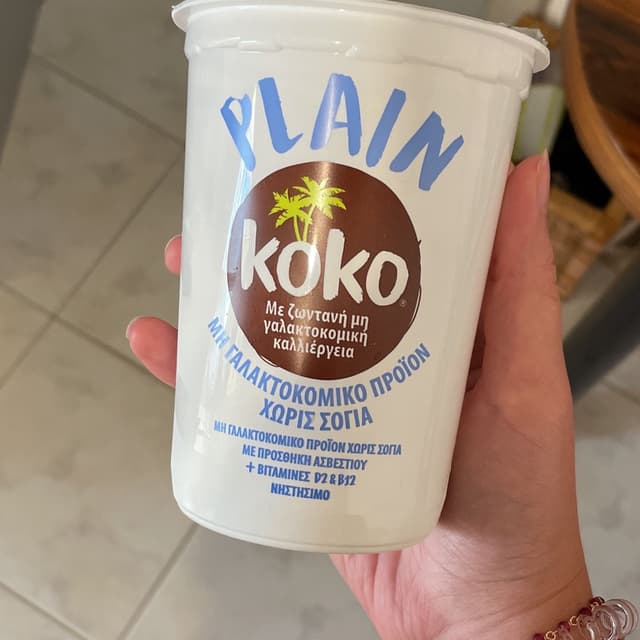 PLAIN
koko®
Με ζωντανή μη
γαλακτοκομική
καλλιέργεια
ΜΗ ΓΑΛΑΚΤΟΚΟΜΙΚΟ ΠΡΟΪΟΝ
ΧΩΡΙΣ ΣΟΓΙΑ
ΜΗ ΓΑΛΑΚΤΟΚΟΜΙΚΟ ΠΡΟΪΟΝ ΧΩΡΙΣ ΣΟΓΙΑ
ΜΕ ΠΡΟΣΘΗΚΗ ΑΣΒΕΣΤΙΟΥ
+ ΒΙΤΑΜΙΝΕΣ D2 & B12
ΝΗΣΤΗΣΙΜΟ